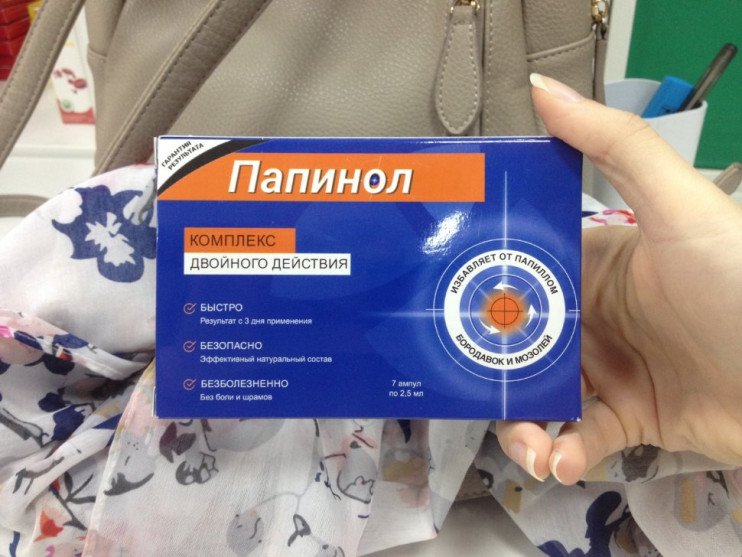 ГАРАНТИЯ
РЕЗУЛЬТАТА
Папинол
КОМПЛЕКС
ДВОЙНОГО ДЕЙСТВИЯ
БЫСТРО
Результат с 3 дня применения
БЕЗОПАСНО
Эффективный натуральный состав
БЕЗБОЛЕЗНЕННО
Без боли и шрамов
ИЗБАВЛЯЕТ ОТ ПАПИЛЛОМ
БОРОДАВОК И МОЗОЛЕЙ
7 ампул
по 2,5 мл